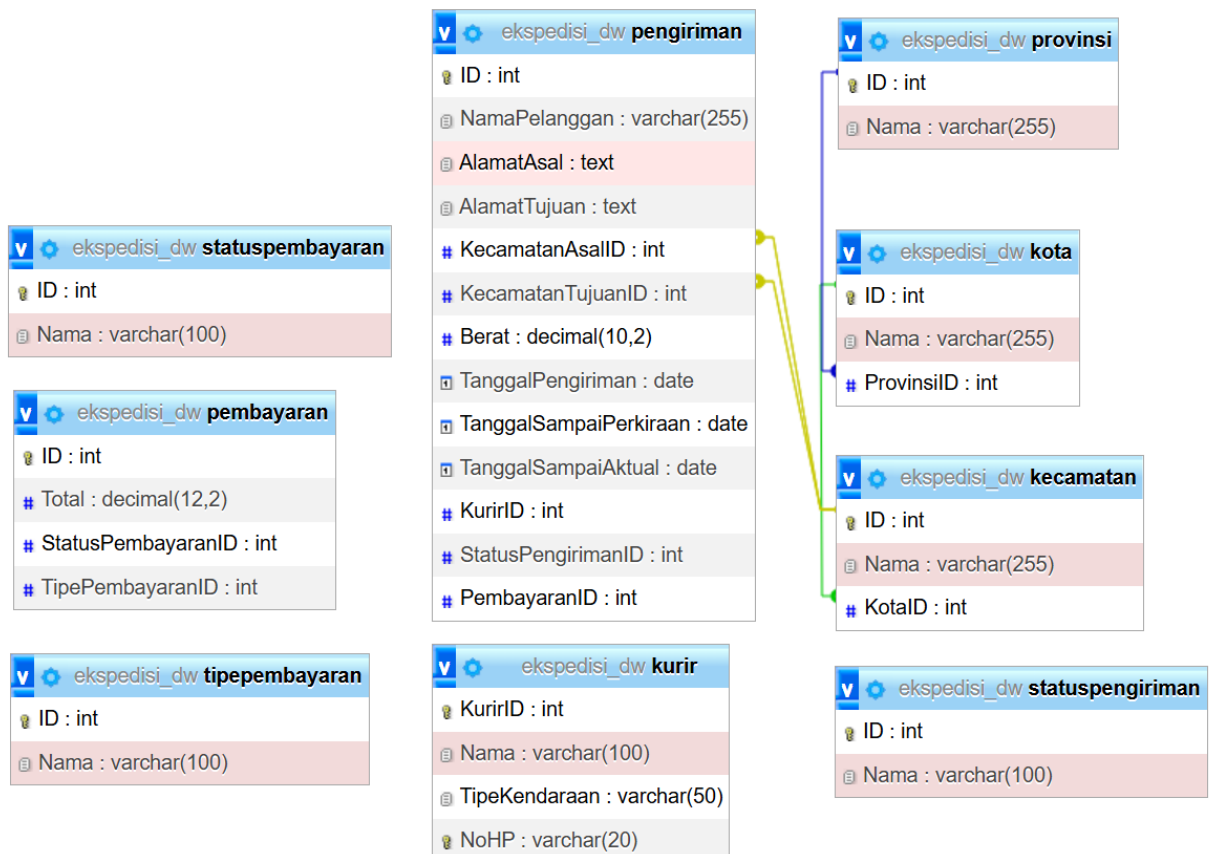 v ekspedisi_dw pengiriman
ID : int
NamaPelanggan : varchar(255)
AlamatAsal : text
AlamatTujuan : text
# KecamatanAsalID : int
# KecamatanTujuanID : int
# Berat : decimal(10,2)
TanggalPengiriman : date
TanggalSampaiPerkiraan : date
TanggalSampaiAktual : date
# KurirID : int
# StatusPengirimanID : int
# PembayaranID : int
v ekspedisi_dw provinsi
ID : int
Nama : varchar(255)
v ekspedisi_dw statuspembayaran
ID : int
Nama : varchar(100)
v ekspedisi_dw kota
ID : int
Nama : varchar(255)
# ProvinsiID : int
v ekspedisi_dw pembayaran
ID : int
# Total : decimal(12,2)
# StatusPembayaranID : int
# TipePembayaranID : int
v ekspedisi_dw kecamatan
ID : int
Nama : varchar(255)
# KotaID : int
v ekspedisi_dw tipepembayaran
ID : int
Nama : varchar(100)
v ekspedisi_dw kurir
KurirID : int
Nama : varchar(100)
TipeKendaraan : varchar(50)
NoHP : varchar(20)
v ekspedisi_dw statuspengiriman
ID : int
Nama : varchar(100)